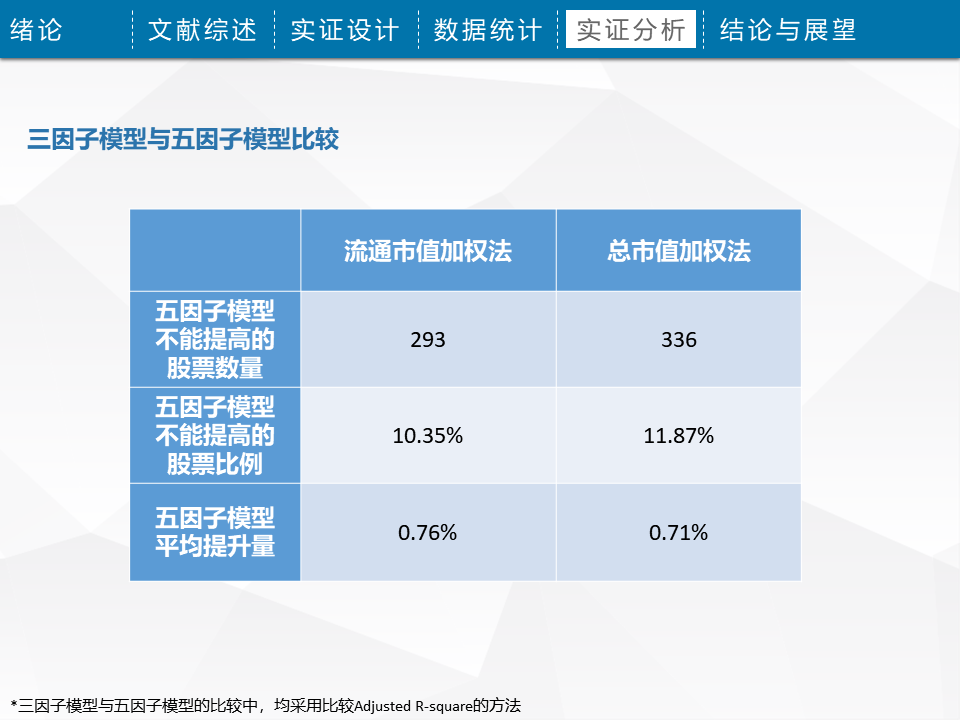 绪论
文献综述
实证设计
数据统计
实证分析
结论与展望
三因子模型与五因子模型比较
流通市值加权法
总市值加权法
五因子模型
不能提高的
股票数量
293
336
五因子模型
不能提高的
股票比例
10.35%
11.87%
五因子模型
平均提升量
0.76%
0.71%
*三因子模型与五因子模型的比较中，均采用比较Adjusted R-square的方法